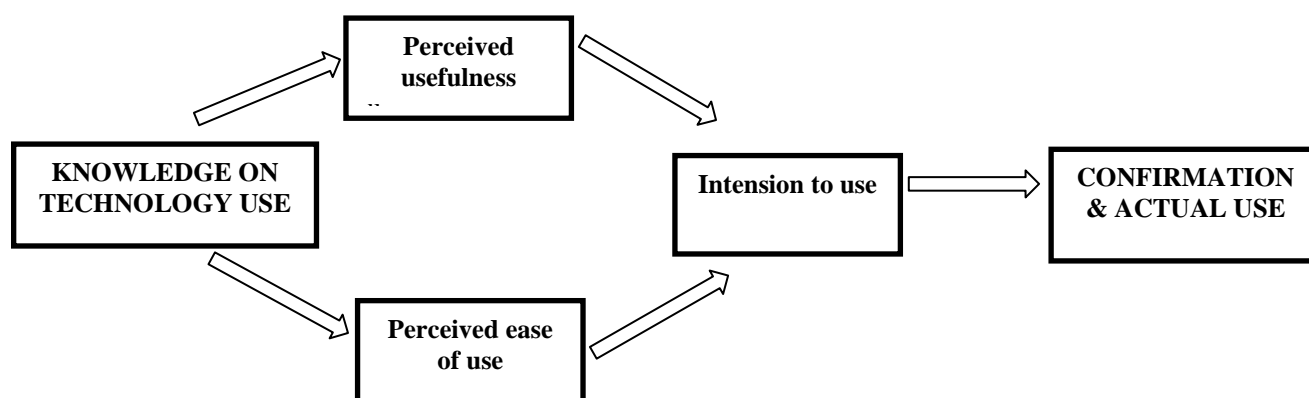 Perceived
usefulness
KNOWLEDGE ON
TECHNOLOGY USE
Intension to use
CONFIRMATION
& ACTUAL USE
Perceived ease
of use